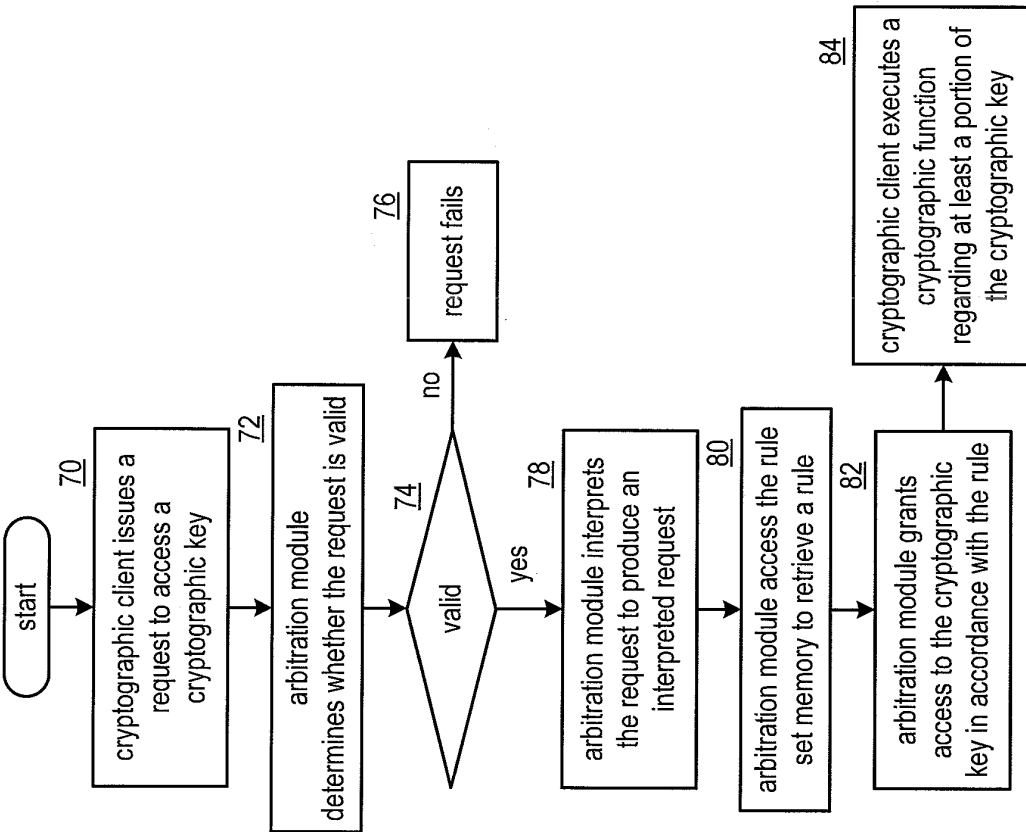 start
70
cryptographic client issues a
request to access a
cryptographic key
72
arbitration module
determines whether the request is valid
74
valid
no
76
request fails
yes
78
arbitration module interprets
the request to produce an
interpreted request
80
arbitration module access the rule
set memory to retrieve a rule
82
arbitration module grants
access to the cryptographic
key in accordance with the rule
84
cryptographic client executes a
cryptographic function
regarding at least a portion of
the cryptographic key